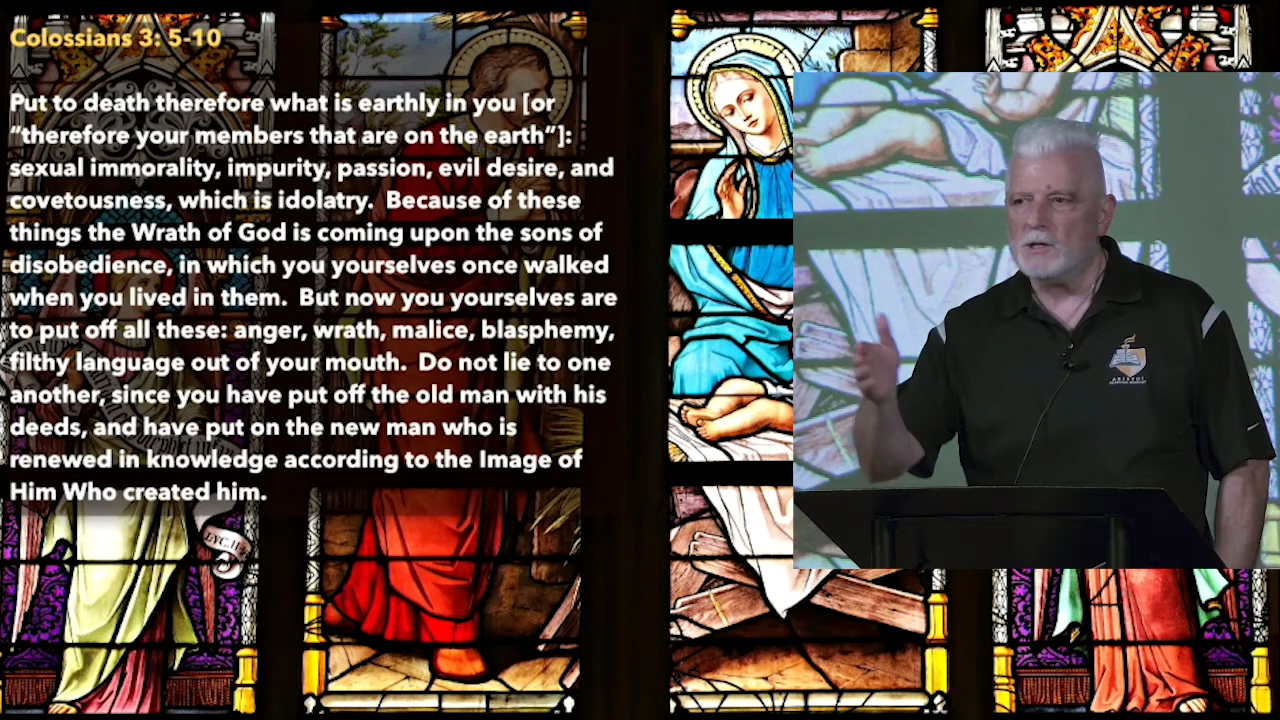 Colossians 3: 5-10
Put to death therefore what is earthly in you [or
“therefore your members that are on the earth”]:
sexual immorality, impurity, passion, evil desire, and
covetousness, which is idolatry.  Because of these
things the Wrath of God is coming upon the sons of
disobedience, in which you yourselves once walked
when you lived in them.  But now you yourselves are
to put off all these: anger, wrath, malice, blasphemy,
filthy language out of your mouth.  Do not lie to one
another, since you have put off the old man with his
deeds, and have put on the new man who is
renewed in knowledge according to the Image of
Him Who created him.